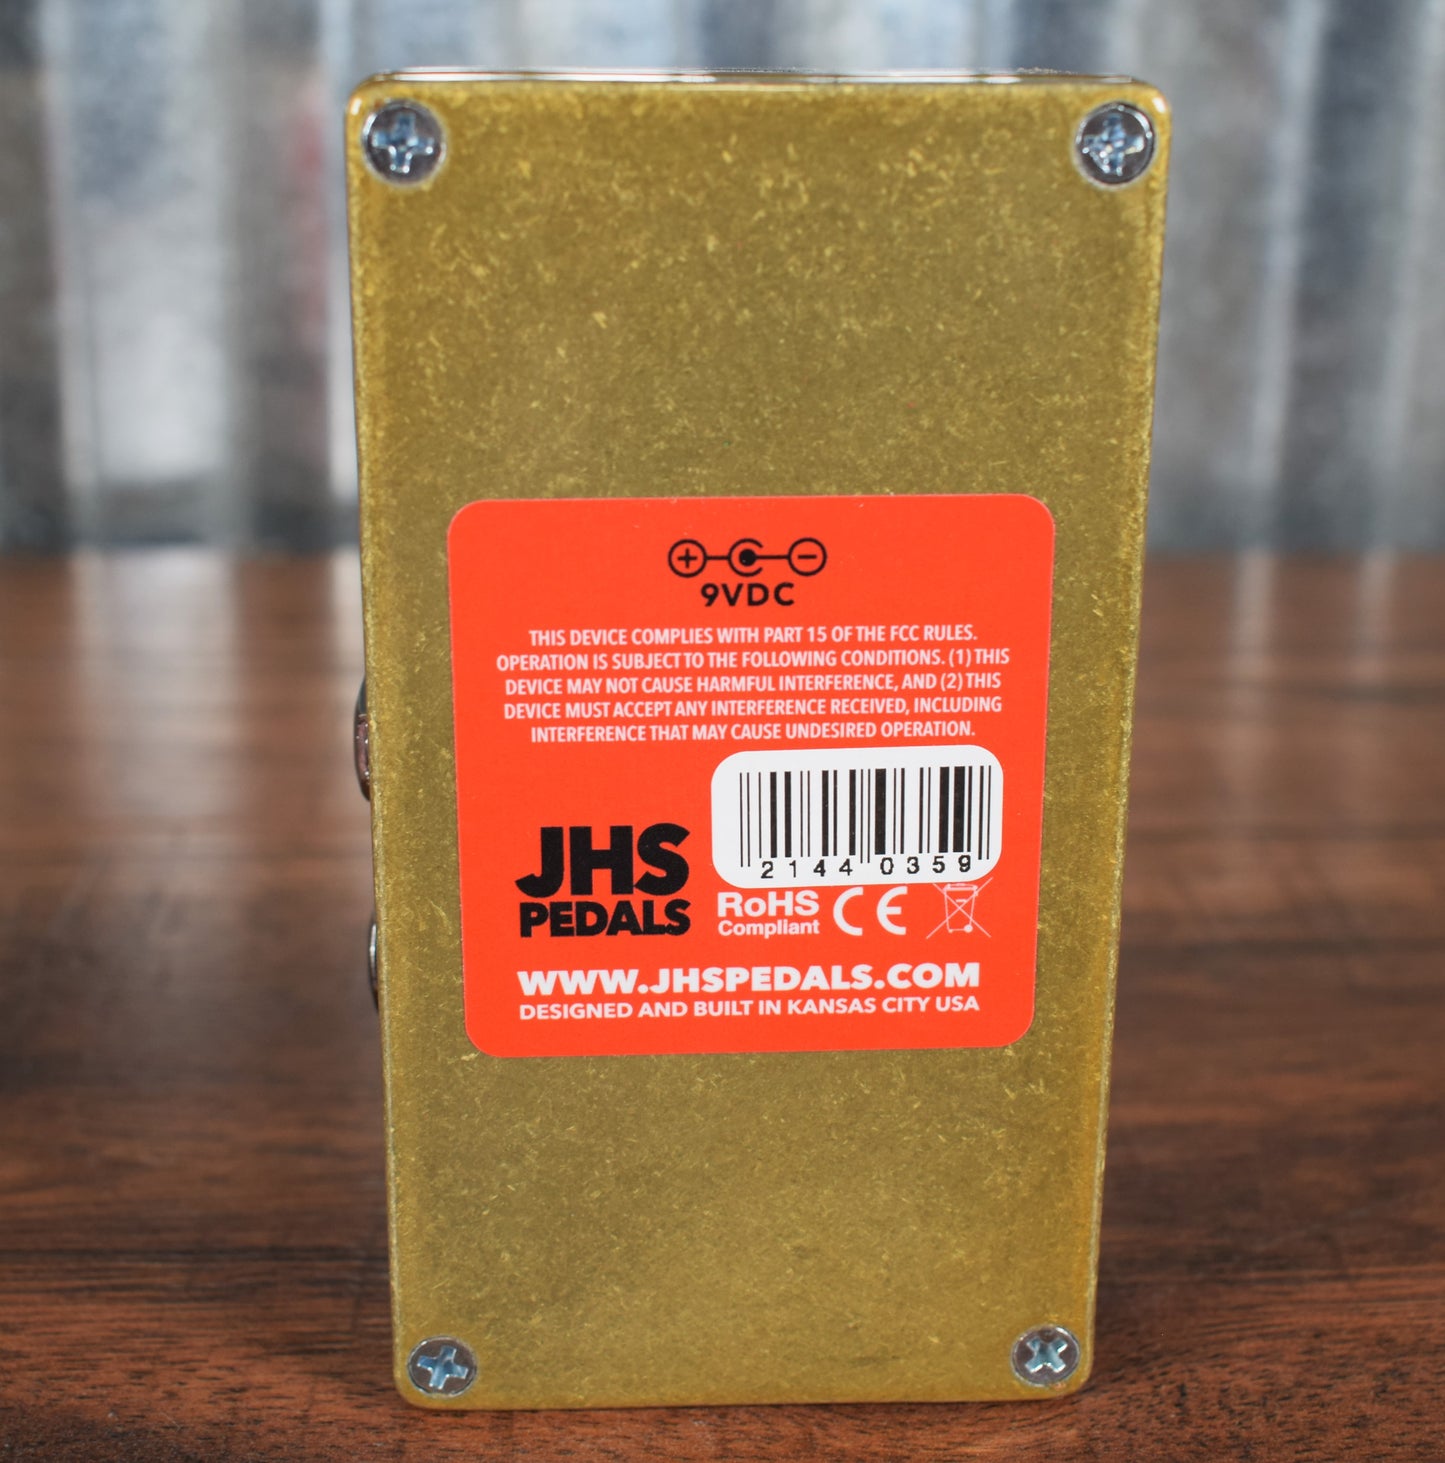 9VDC
THIS DEVICE COMPLIES WITH PART 15 OF THE FCC RULES.
OPERATION IS SUBJECT TO THE FOLLOWING CONDITIONS. (1) THIS
DEVICE MAY NOT CAUSE HARMFUL INTERFERENCE, AND (2) THIS
DEVICE MUST ACCEPT ANY INTERFERENCE RECEIVED, INCLUDING
INTERFERENCE THAT MAY CAUSE UNDESIRED OPERATION.
2144 0359
JHS
PEDALS
RoHS
Compliant
CE
WWW.JHSPEDALS.COM
DESIGNED AND BUILT IN KANSAS CITY USA